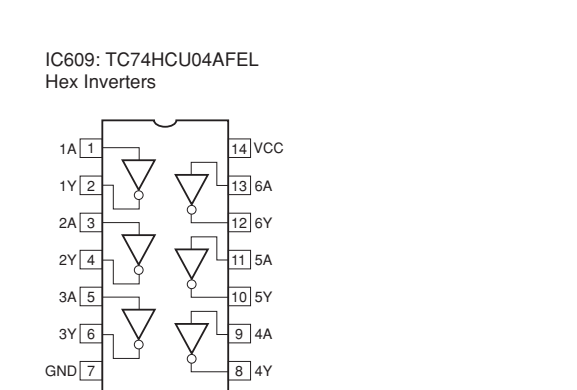 IC609: TC74HCU04AFEL
Hex Inverters
1A 1 14 VCC
1Y 2 13 6A
2A 3 12 6Y
2Y 4 11 5A
3A 5 10 5Y
3Y 6 9 4A
GND 7 8 4Y